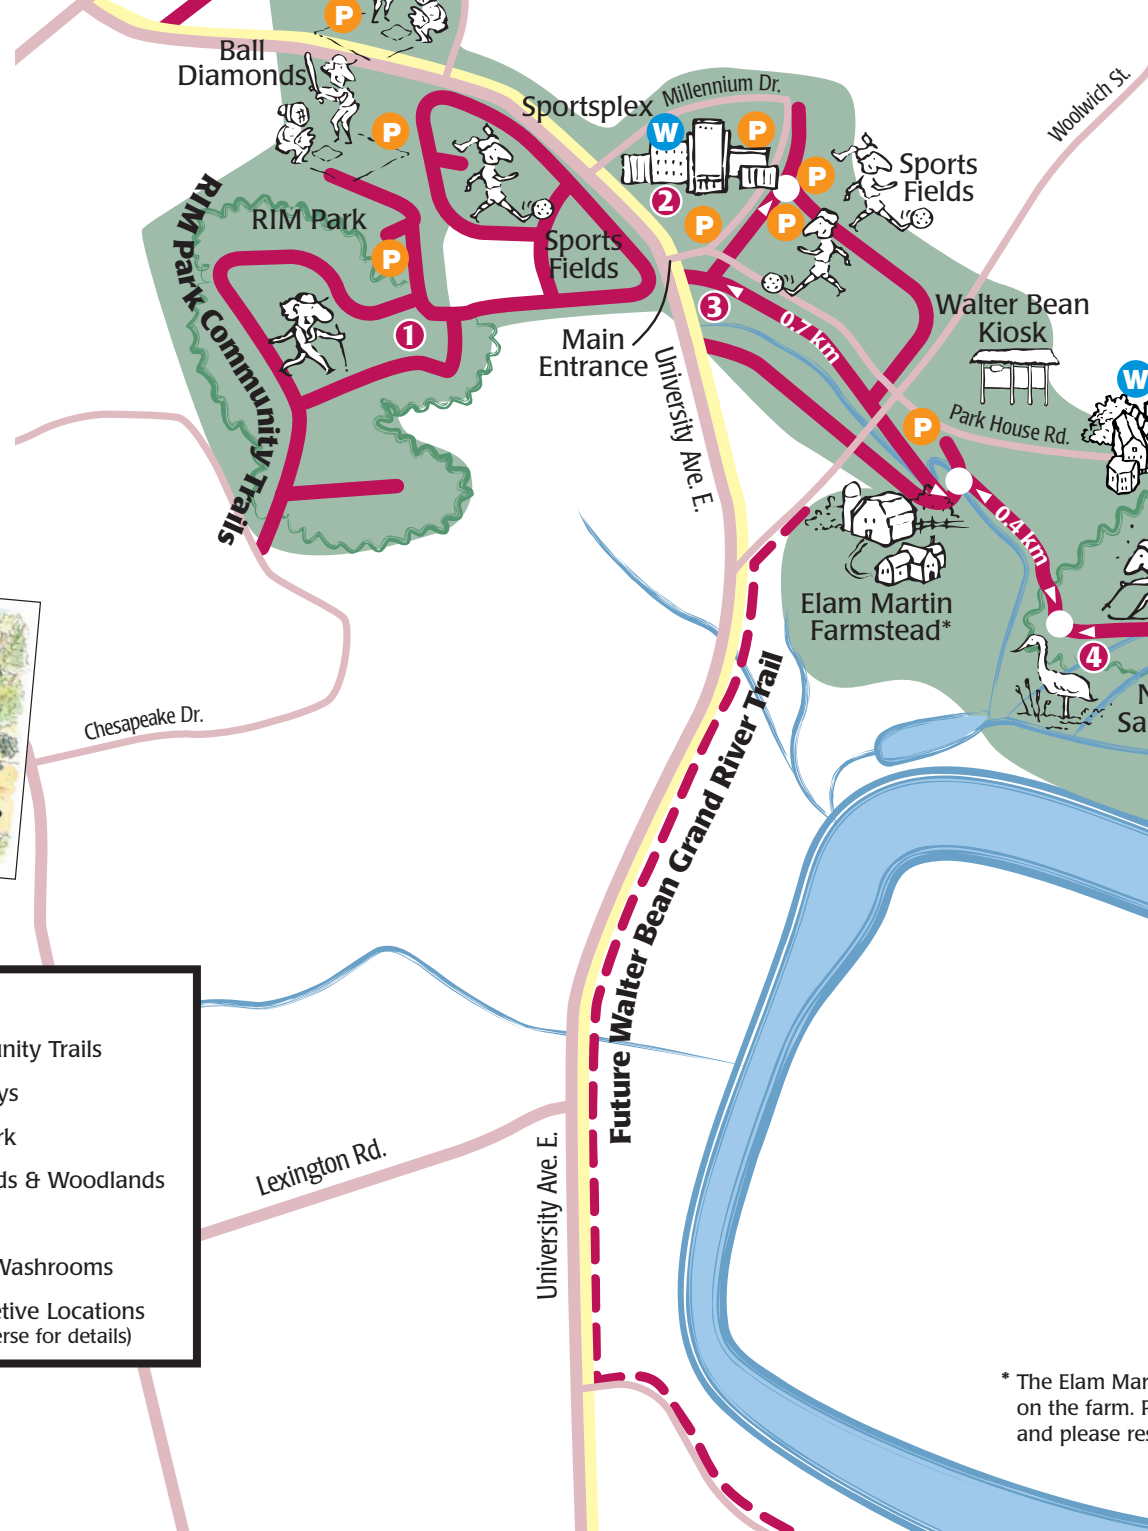 P
Ball
Diamonds
P
Sportsplex
Millennium Dr.
W
P
P
Woolwich St.
Sports
Fields
2
P
P
RIM Park
P
Sports
Fields
RIM Park Community Trails
1
Main
Entrance
3
0.7 km
Walter Bean
Kiosk
W
University Ave. E.
P
Park House Rd.
0.4 km
Elam Martin
Farmstead*
4
N
Sa
Chesapeake Dr.
Future Walter Bean Grand River Trail
nity Trails
ys
rk
ds & Woodlands
Washrooms
etive Locations
erse for details)
Lexington Rd.
University Ave. E.
* The Elam Mar
on the farm. P
and please res